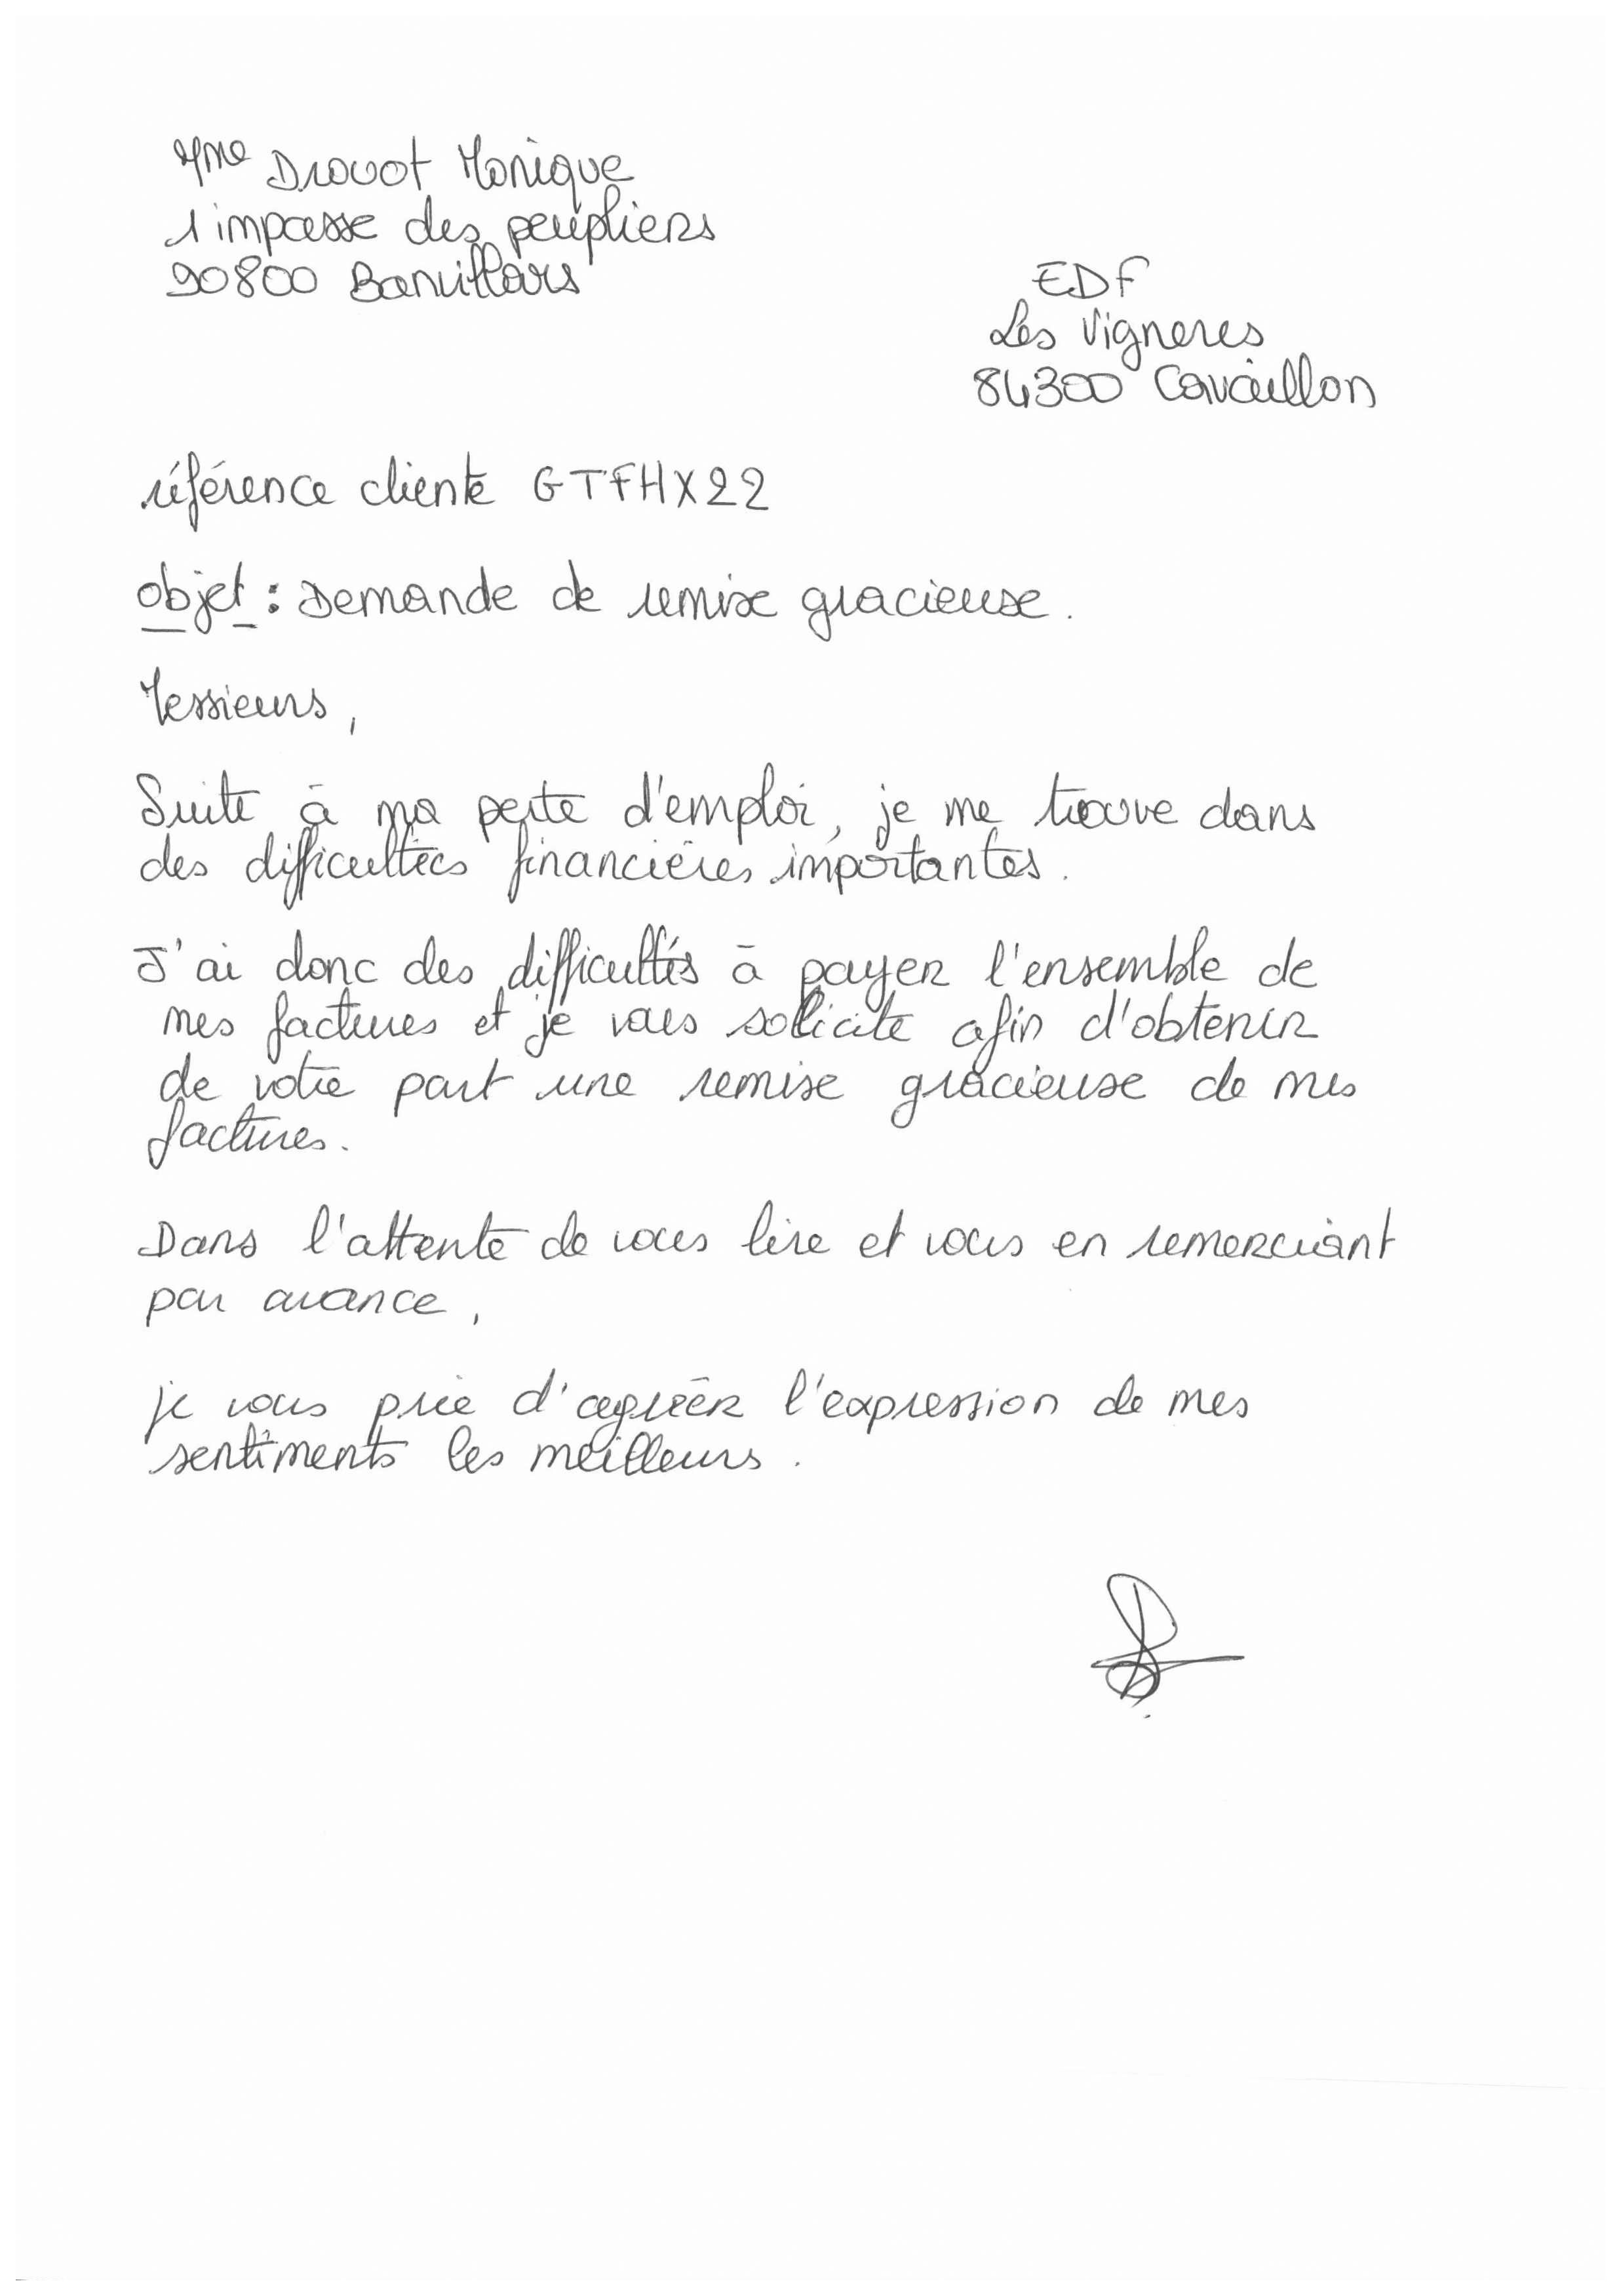 Mme Drouot Monique
1 impasse des peupliers
90800 Banvillars
EDF
Les Vigneres
84300 Cavaillon
référence cliente GTFHX22
objet : Demande de remise gracieuse.
Messieurs,
Suite à ma perte d'emploi, je me trouve dans
des difficultées financières importantes.
J'ai donc des difficultés à payer l'ensemble de
mes factures et je vous sollicite afin d'obtenir
de votre part une remise gracieuse de mes
factures.
Dans l'attente de vous lire et vous en remerciant
par avance,
je vous prie d'agréer l'expression de mes
sentiments les meilleurs.